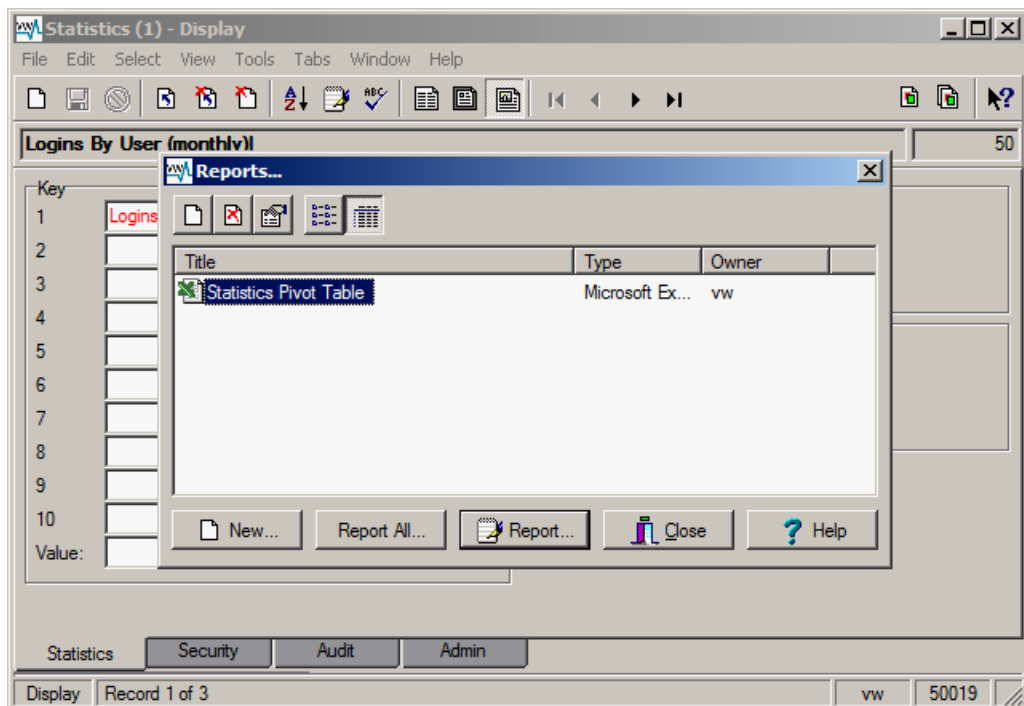 Statistics (1) - Display
File Edit Select View Tools Tabs Window Help
Logins By User (monthly)| 50
Reports...
Key
1 Logins
2
3
4
5
6
7
8
9
10
Value:
Title Type Owner
Statistics Pivot Table Microsoft Ex... vw
New... Report All... Report... Close Help
Statistics Security Audit Admin
Display Record 1 of 3 vw 50019